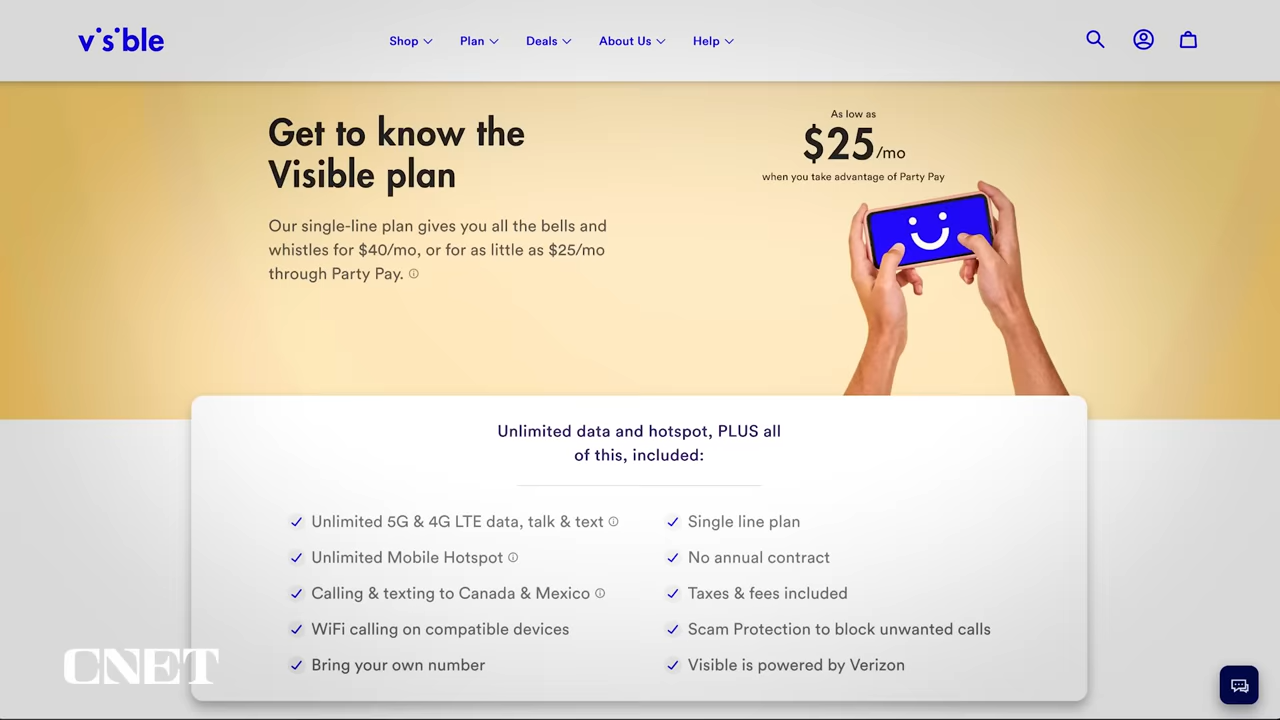 visible
Shop
Plan
Deals
About Us
Help
Get to know the
Visible plan
Our single-line plan gives you all the bells and
whistles for $40/mo, or for as little as $25/mo
through Party Pay.
As low as
$25/mo
when you take advantage of Party Pay
Unlimited data and hotspot, PLUS all
of this, included:
Unlimited 5G & 4G LTE data, talk & text
Unlimited Mobile Hotspot
Calling & texting to Canada & Mexico
WiFi calling on compatible devices
Bring your own number
Single line plan
No annual contract
Taxes & fees included
Scam Protection to block unwanted calls
Visible is powered by Verizon
CNET